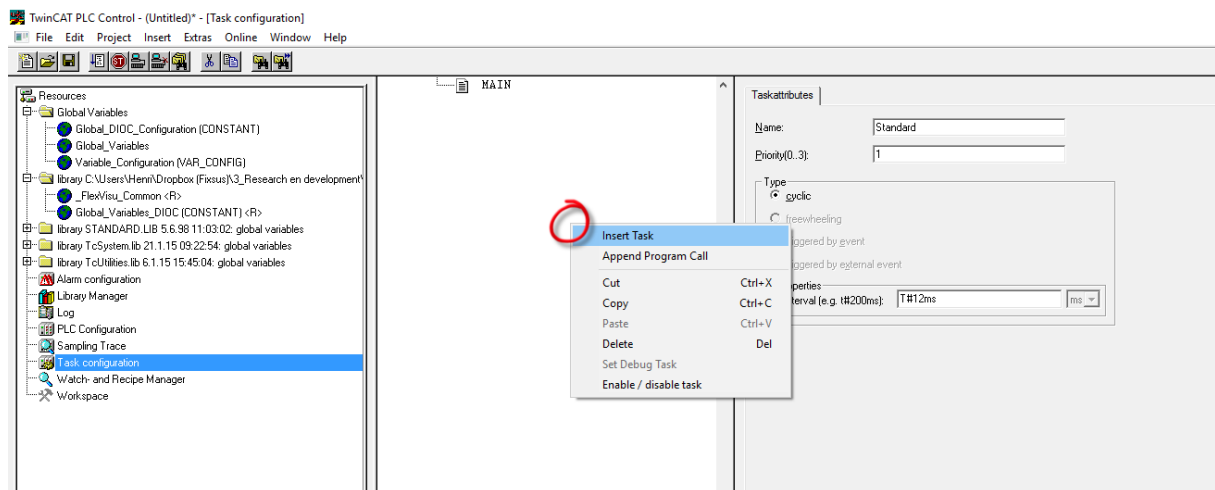 TwinCAT PLC Control - (Untitled)* - [Task configuration]
File Edit Project Insert Extras Online Window Help
Resources
Global Variables
Global_DIOC_Configuration (CONSTANT)
Global_Variables
Variable_Configuration (VAR_CONFIG)
library C:\Users\Henri\Dropbox (Fixsus)\3_Research en development\
_FlexVisu_Common <R>
Global_Variables_DIOC (CONSTANT) <R>
library STANDARD.LIB 5.6.98 11:03:02: global variables
library TcSystem.lib 21.1.15 09:22:54: global variables
library TcUtilities.lib 6.1.15 15:45:04: global variables
Alarm configuration
Library Manager
Log
PLC Configuration
Sampling Trace
Task configuration
Watch- and Recipe Manager
Workspace
MAIN
Insert Task
Append Program Call
Cut Ctrl+X
Copy Ctrl+C
Paste Ctrl+V
Delete Del
Set Debug Task
Enable / disable task
Taskattributes
Name: Standard
Priority(0..3): 1
Type
cyclic
freewheeling
iggered by event
iggered by external event
perties
terval (e.g. t#200ms): T#12ms ms